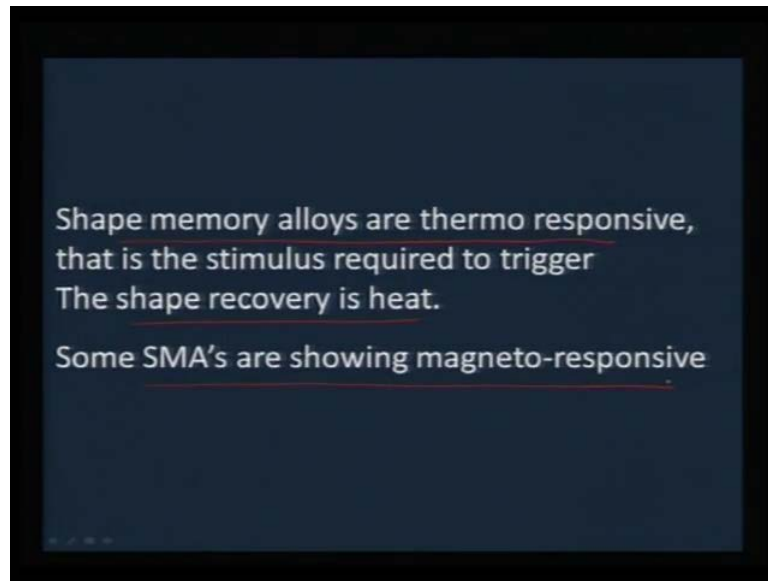 Shape memory alloys are thermo responsive,
that is the stimulus required to trigger
The shape recovery is heat.
Some SMA's are showing magneto-responsive